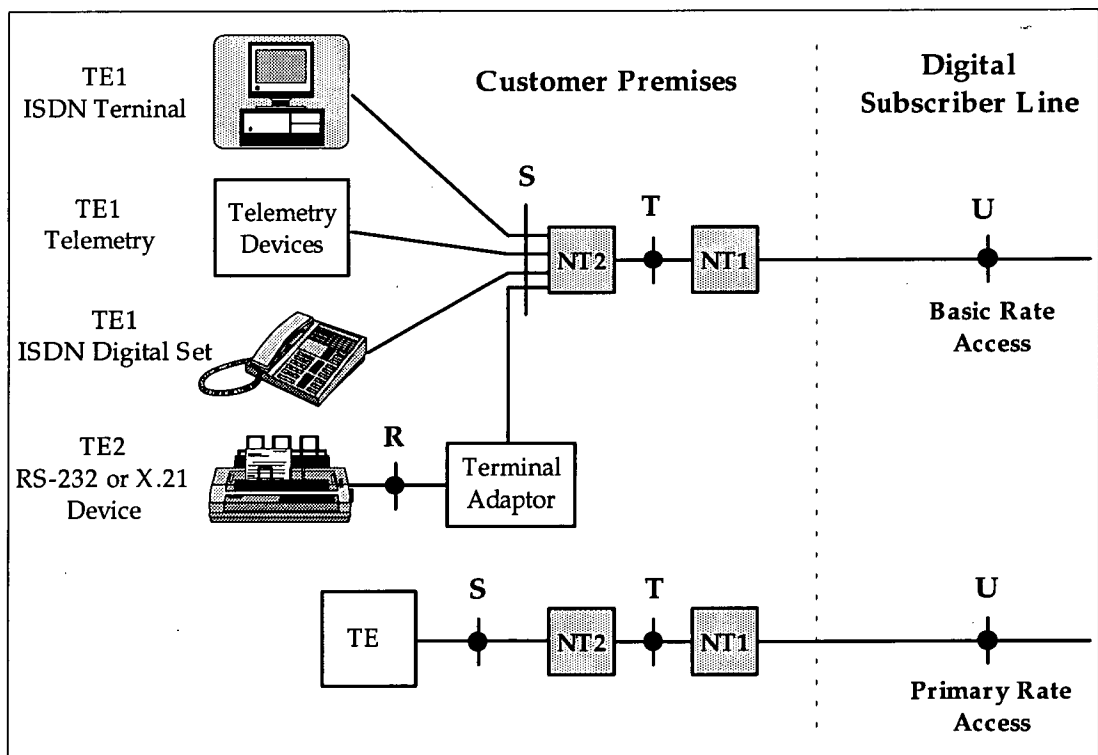 TE1
ISDN Terninal
Customer Premises
Digital
Subscriber Line
S
TE1
Telemetry
Telemetry
Devices
T
U
NT2
NT1
TE1
ISDN Digital Set
Basic Rate
Access
TE2
RS-232 or X.21
Device
R
Terminal
Adaptor
S
T
U
TE
NT2
NT1
Primary Rate
Access